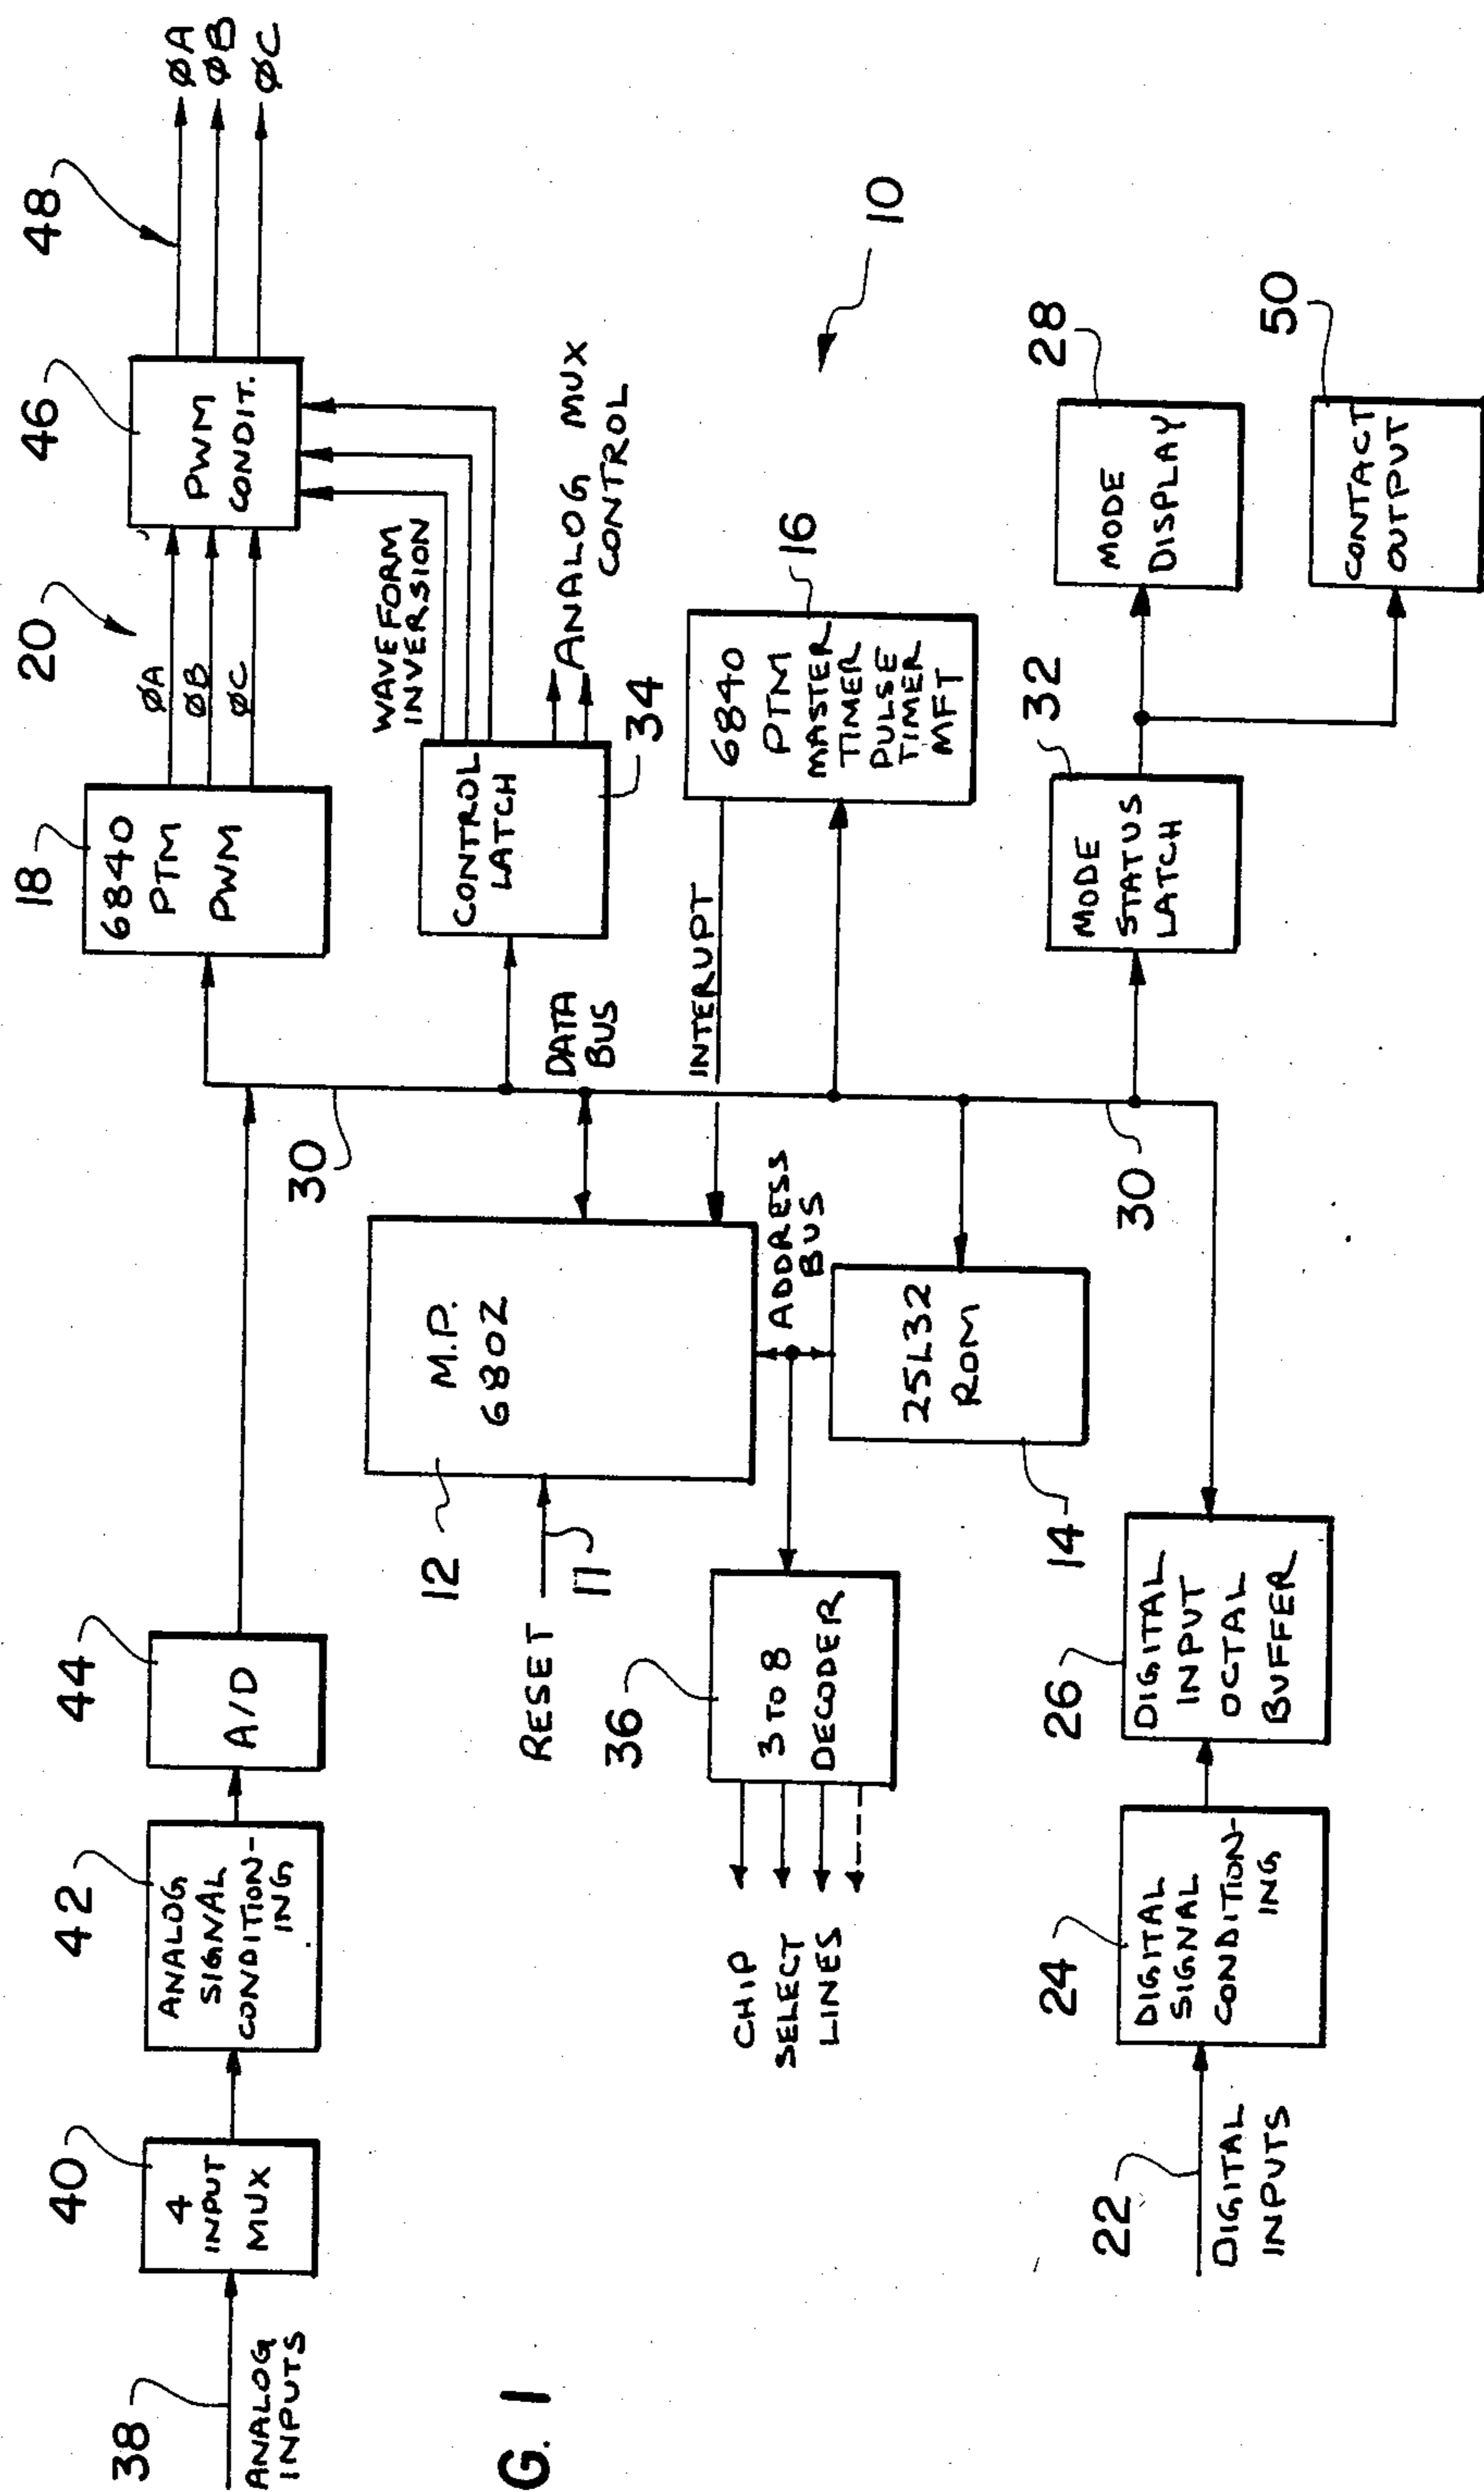 38
ANALOG
INPUTS
40
4
INPUT
MUX
42
ANALOG
SIGNAL
CONDITION-
ING
44
A/D
30
18
6840
PTM
PWM
20
ØA
ØB
ØC
46
PWM
CONDIT.
48
ØA
ØB
ØC
WAVEFORM
INVERSION
CONTROL
LATCH
34
ANALOG MUX
CONTROL
10
RESET
11
12
M.P.
6802
DATA
BUS
INTERUPT
6840
PTM
MASTER
TIMER
PULSE
TIMER
MFT
16
ADDRESS
BUS
25L32
ROM
14
36
3 TO 8
DECODER
CHIP
SELECT
LINES
30
32
MODE
STATUS
LATCH
28
MODE
DISPLAY
50
CONTACT
OUTPUT
22
DIGITAL
INPUTS
24
DIGITAL
SIGNAL
CONDITION-
ING
26
DIGITAL
INPUT
OCTAL
BUFFER
G. 1